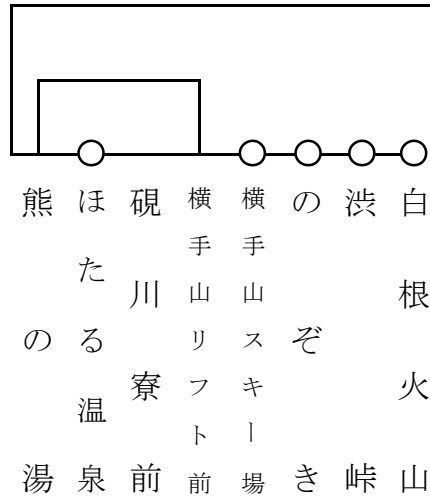 白根火山
渋峠
のぞき
横手山スキー場
横手山リフト前
硯川寮前
ほたる温泉
熊の湯